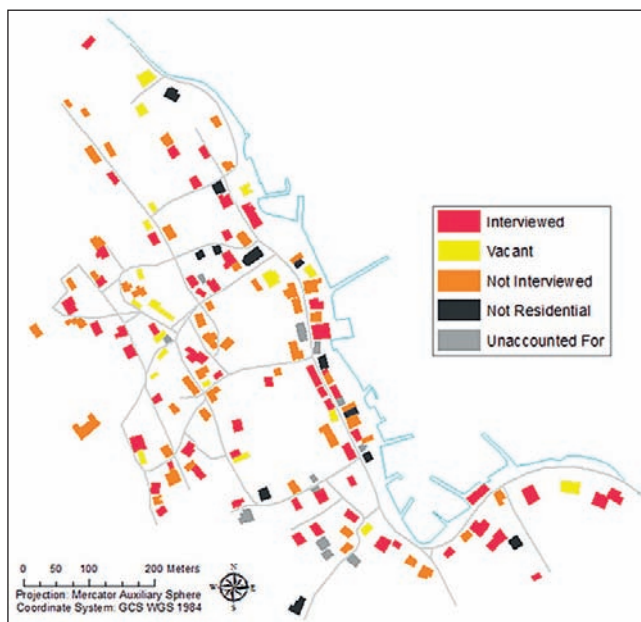 Interviewed
Vacant
Not Interviewed
Not Residential
Unaccounted For
0 50 100 200 Meters
Projection: Mercator Auxiliary Sphere
Coordinate System: GCS WGS 1984
N
W E
S